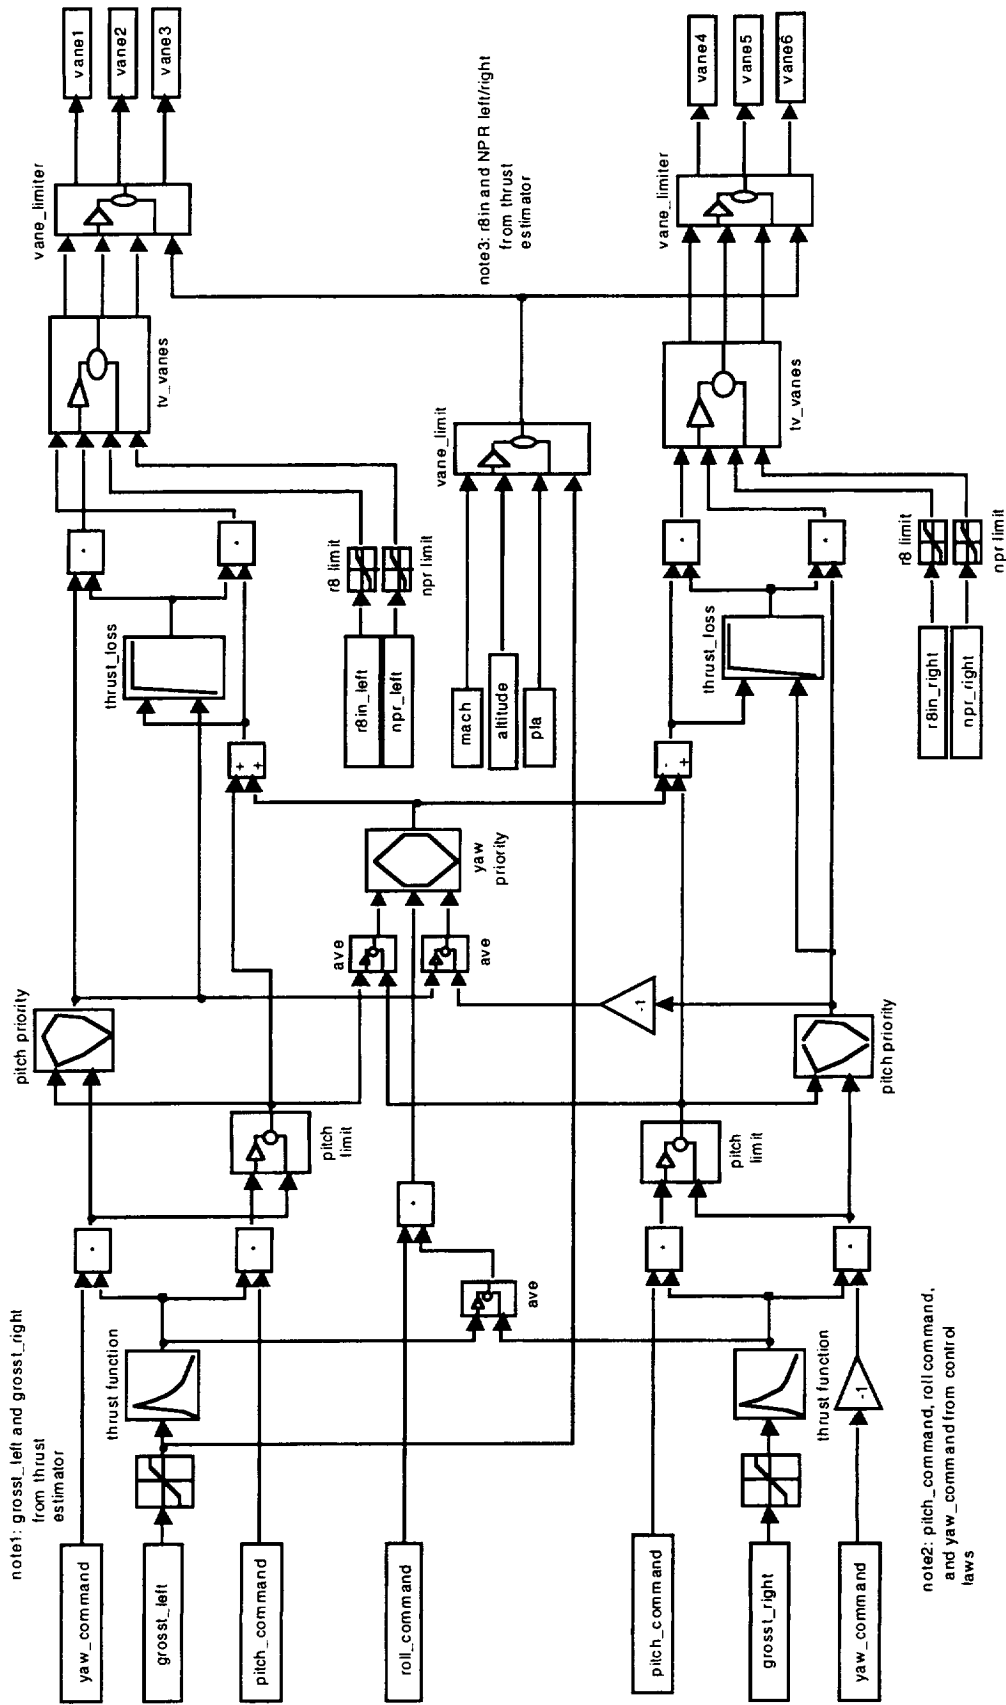 note1: grosst_left and grosst_right
from thrust
estimator
yaw_command
grosst_left
pitch_command
roll_command
pitch_command
grosst_right
yaw_command
note2: pitch_command, roll command,
and yaw_command from control
laws
thrust function
ave
thrust function
-1
*
*
*
*
*
pitch
limit
pitch
limit
pitch priority
pitch priority
-1
ave
ave
yaw
priority
+
+
-
+
thrust_loss
thrust_loss
r8in_left
npr_left
r8 limit
npr limit
mach
altitude
pla
r8in_right
npr_right
r8 limit
npr limit
*
*
*
*
vane_limit
tv_vanes
tv_vanes
note3: r8in and NPR left/right
from thrust
estimator
vane_limiter
vane_limiter
vane1
vane2
vane3
vane4
vane5
vane6